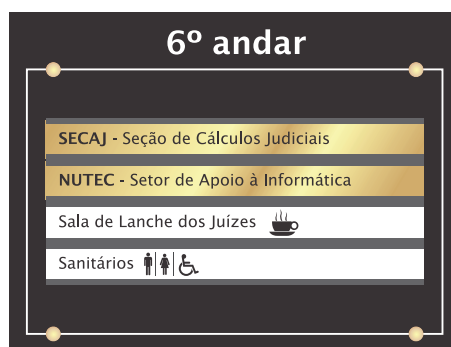 6º andar
SECAJ - Seção de Cálculos Judiciais
NUTEC - Setor de Apoio à Informática
Sala de Lanche dos Juízes
Sanitários